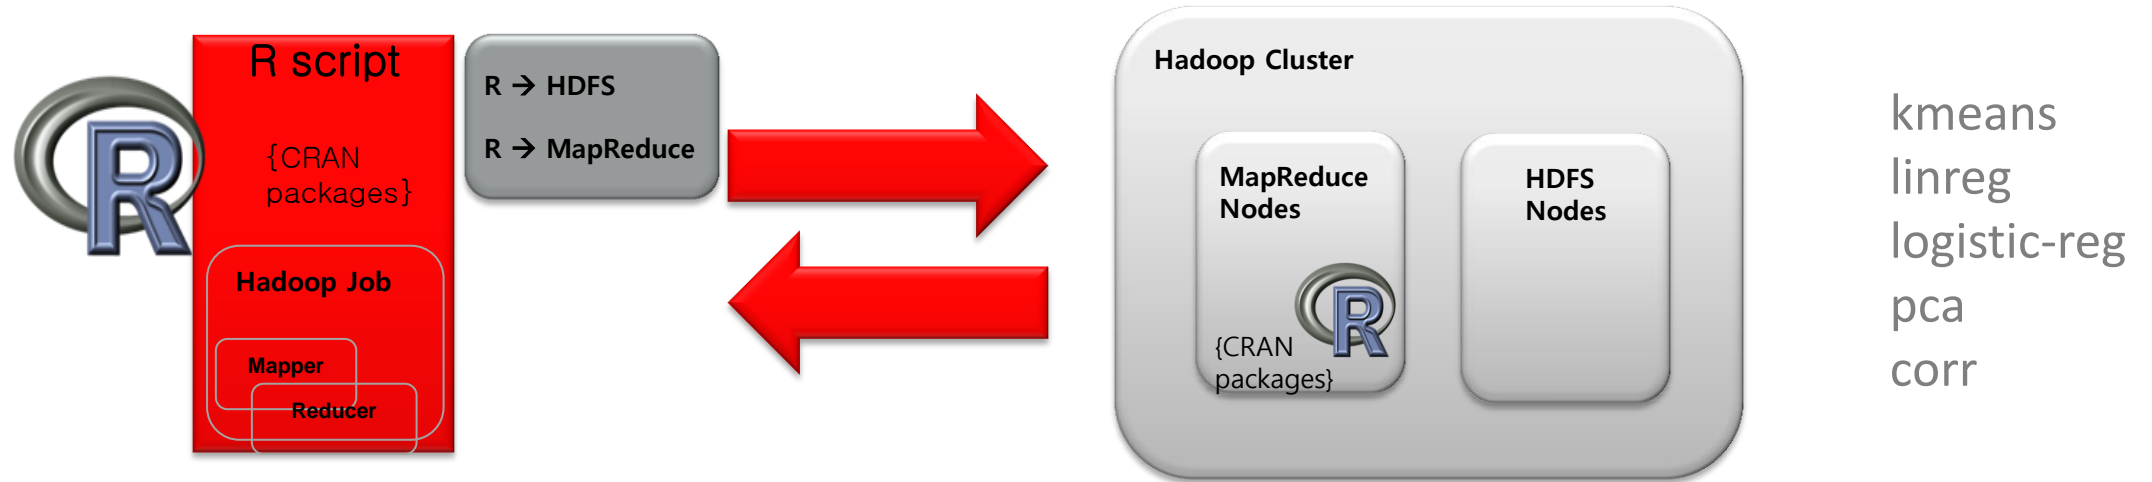 R script
{CRAN
packages}
Hadoop Job
Mapper
Reducer
R → HDFS
R → MapReduce
Hadoop Cluster
MapReduce
Nodes
R
{CRAN
packages}
HDFS
Nodes
kmeans
linreg
logistic-reg
pca
corr
R